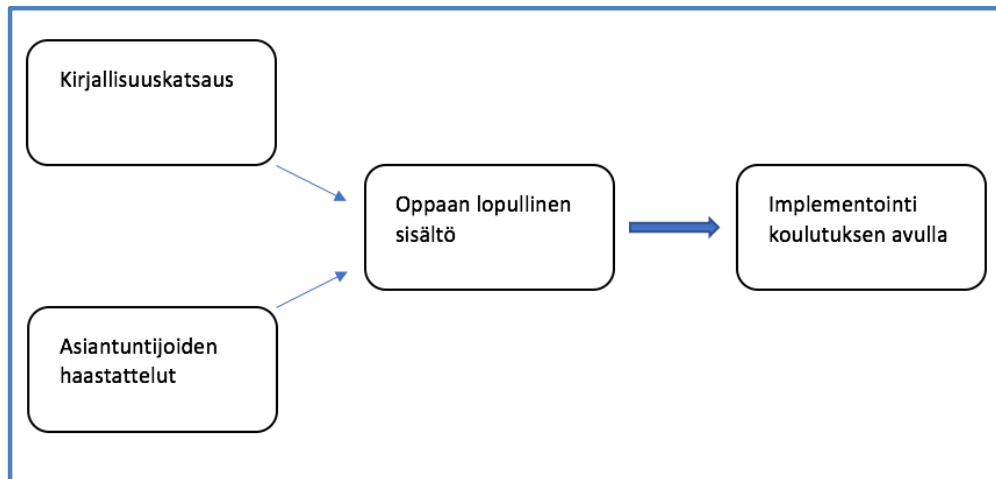 Kirjallisuuskatsaus
Asiantuntijoiden
haastattelut
Oppaan lopullinen
sisältö
Implementointi
koulutuksen avulla